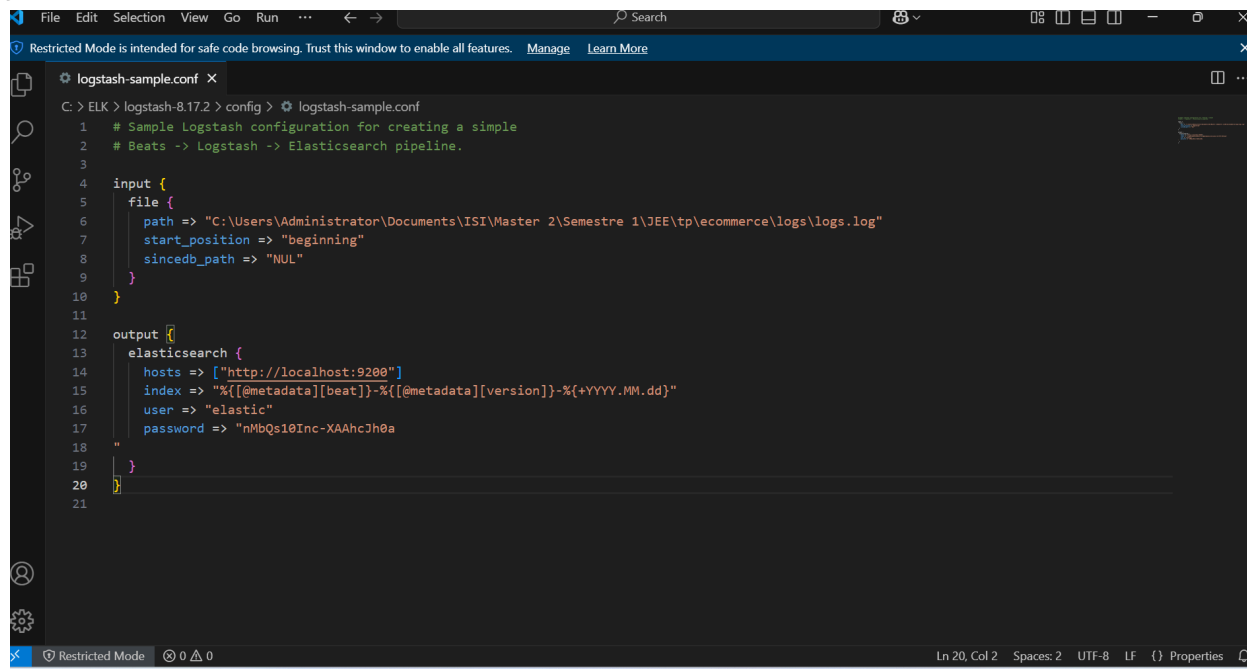 File Edit Selection View Go Run ··· ← → Search
Restricted Mode is intended for safe code browsing. Trust this window to enable all features. Manage Learn More
logstash-sample.conf
C: > ELK > logstash-8.17.2 > config > logstash-sample.conf
1 # Sample Logstash configuration for creating a simple
2 # Beats -> Logstash -> Elasticsearch pipeline.
3
4 input {
5   file {
6     path => "C:\Users\Administrator\Documents\ISI\Master 2\Semestre 1\JEE\tp\ecommerce\logs\logs.log"
7     start_position => "beginning"
8     sincedb_path => "NUL"
9   }
10 }
11
12 output {
13   elasticsearch {
14     hosts => ["http://localhost:9200"]
15     index => "%{[@metadata][beat]}-%{[@metadata][version]}-%{+YYYY.MM.dd}"
16     user => "elastic"
17     password => "nMbQs10Inc-XAAhcJh0a
18 "
19   }
20 }
21
Restricted Mode 0 0 Ln 20, Col 2 Spaces: 2 UTF-8 LF {} Properties